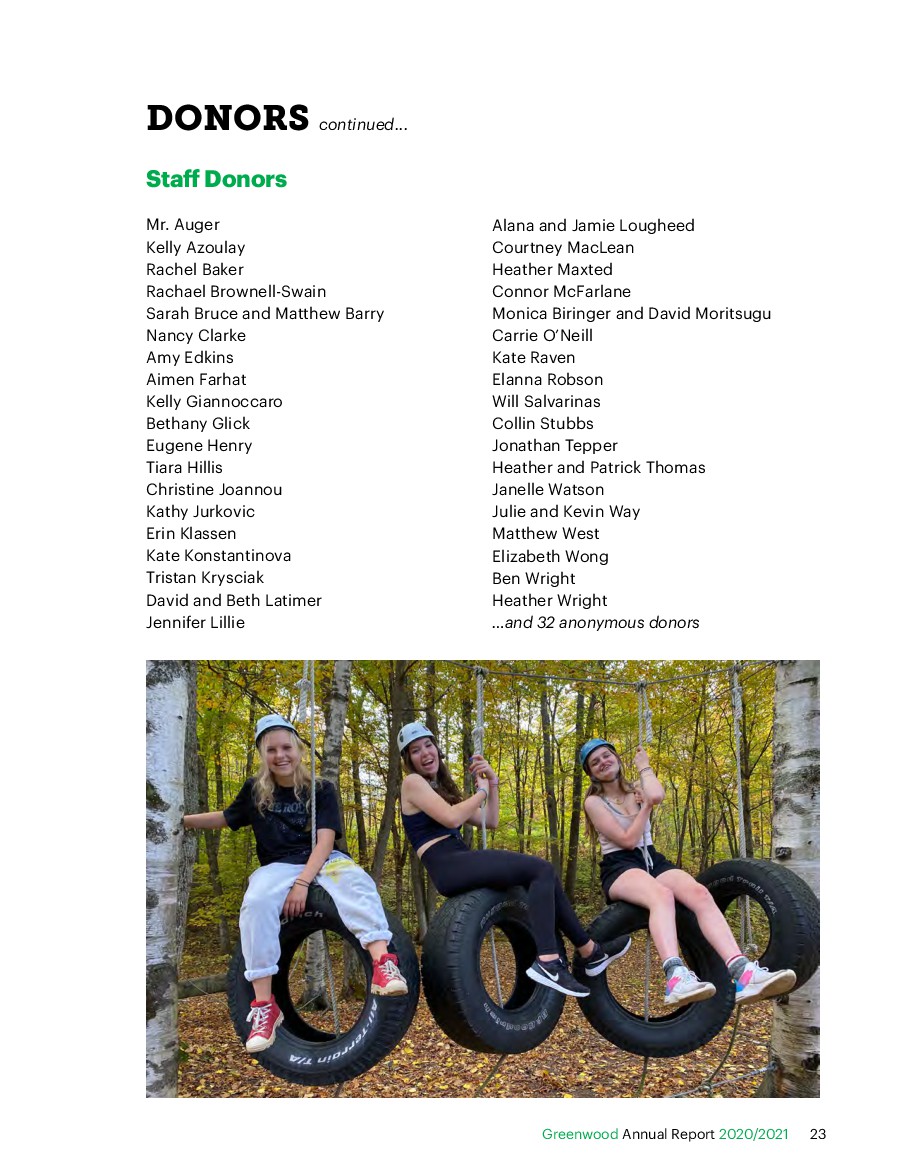 DONORS continued...
Staff Donors
Mr. Auger
Kelly Azoulay
Rachel Baker
Rachael Brownell-Swain
Sarah Bruce and Matthew Barry
Nancy Clarke
Amy Edkins
Aimen Farhat
Kelly Giannoccaro
Bethany Glick
Eugene Henry
Tiara Hillis
Christine Joannou
Kathy Jurkovic
Erin Klassen
Kate Konstantinova
Tristan Krysciak
David and Beth Latimer
Jennifer Lillie
Alana and Jamie Lougheed
Courtney MacLean
Heather Maxted
Connor McFarlane
Monica Biringer and David Moritsugu
Carrie O’Neill
Kate Raven
Elanna Robson
Will Salvarinas
Collin Stubbs
Jonathan Tepper
Heather and Patrick Thomas
Janelle Watson
Julie and Kevin Way
Matthew West
Elizabeth Wong
Ben Wright
Heather Wright
...and 32 anonymous donors
All-Terrain T/A
Greenwood Annual Report 2020/2021 23